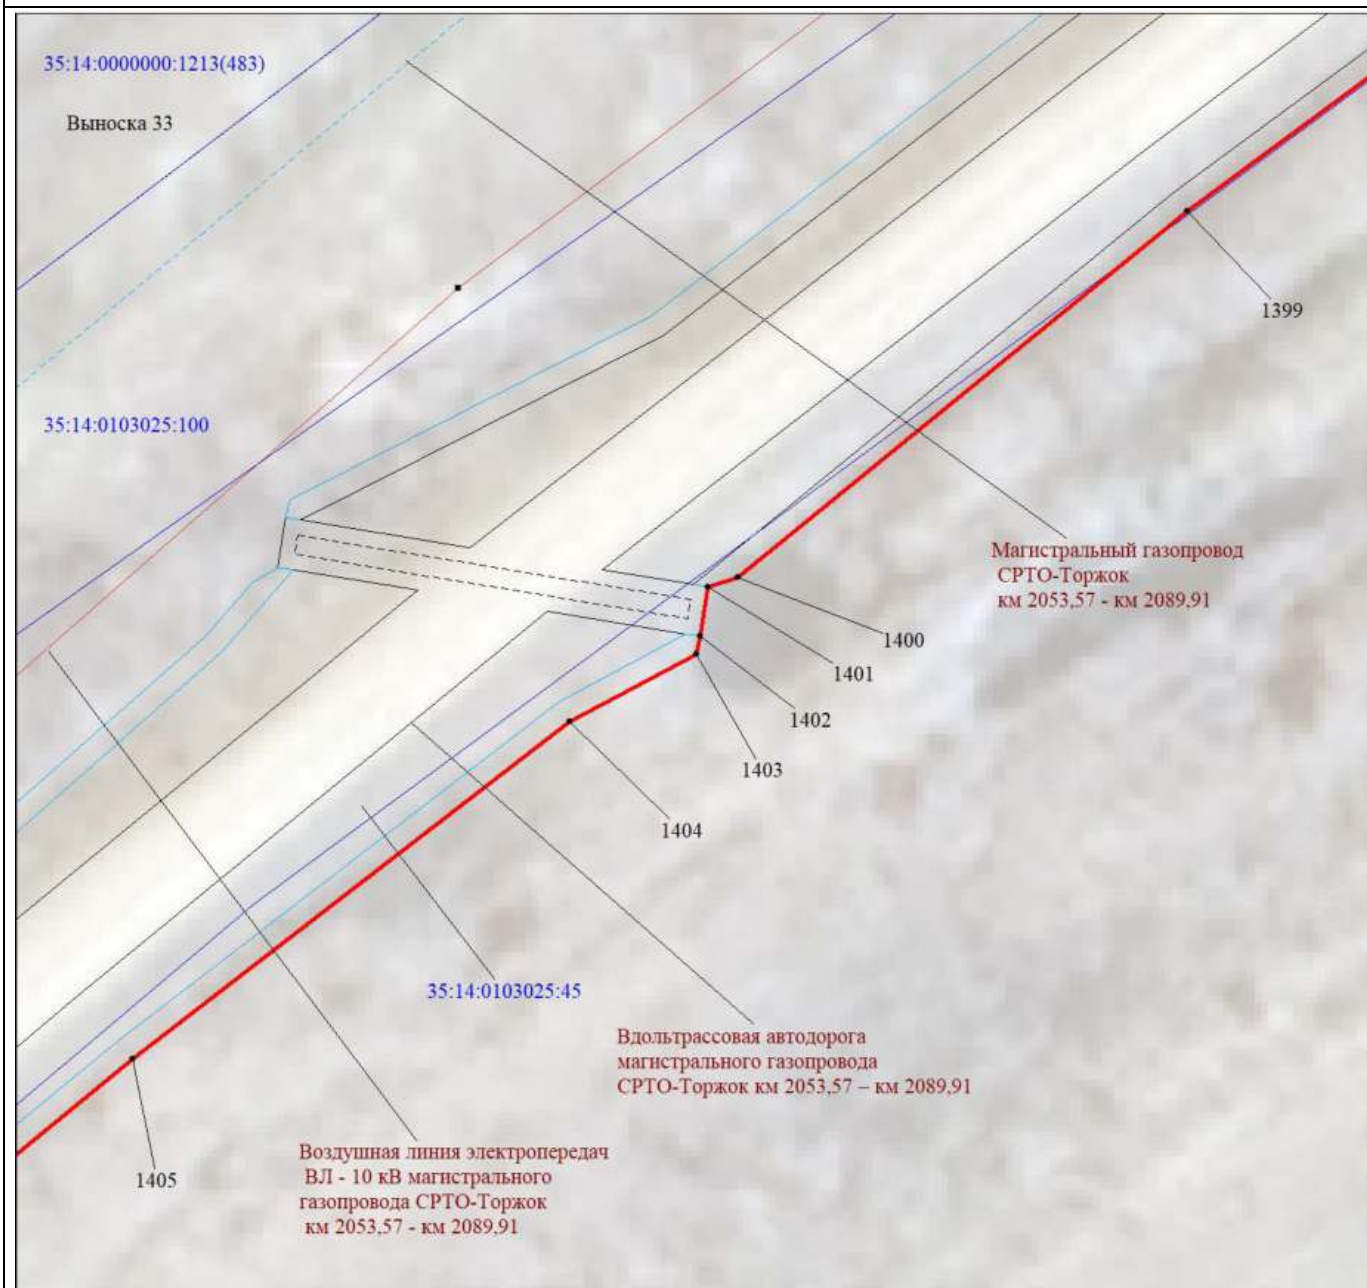 35:14:0000000:1213(483)
Выноска 33
1399
35:14:0103025:100
Магистральный газопровод
СРТО-Торжок
км 2053,57 - км 2089,91
1400
1401
1402
1403
1404
35:14:0103025:45
Вдольтрассовая автодорога
магистрального газопровода
СРТО-Торжок км 2053,57 – км 2089,91
Воздушная линия электропередач
ВЛ - 10 кВ магистрального
газопровода СРТО-Торжок
км 2053,57 - км 2089,91
1405